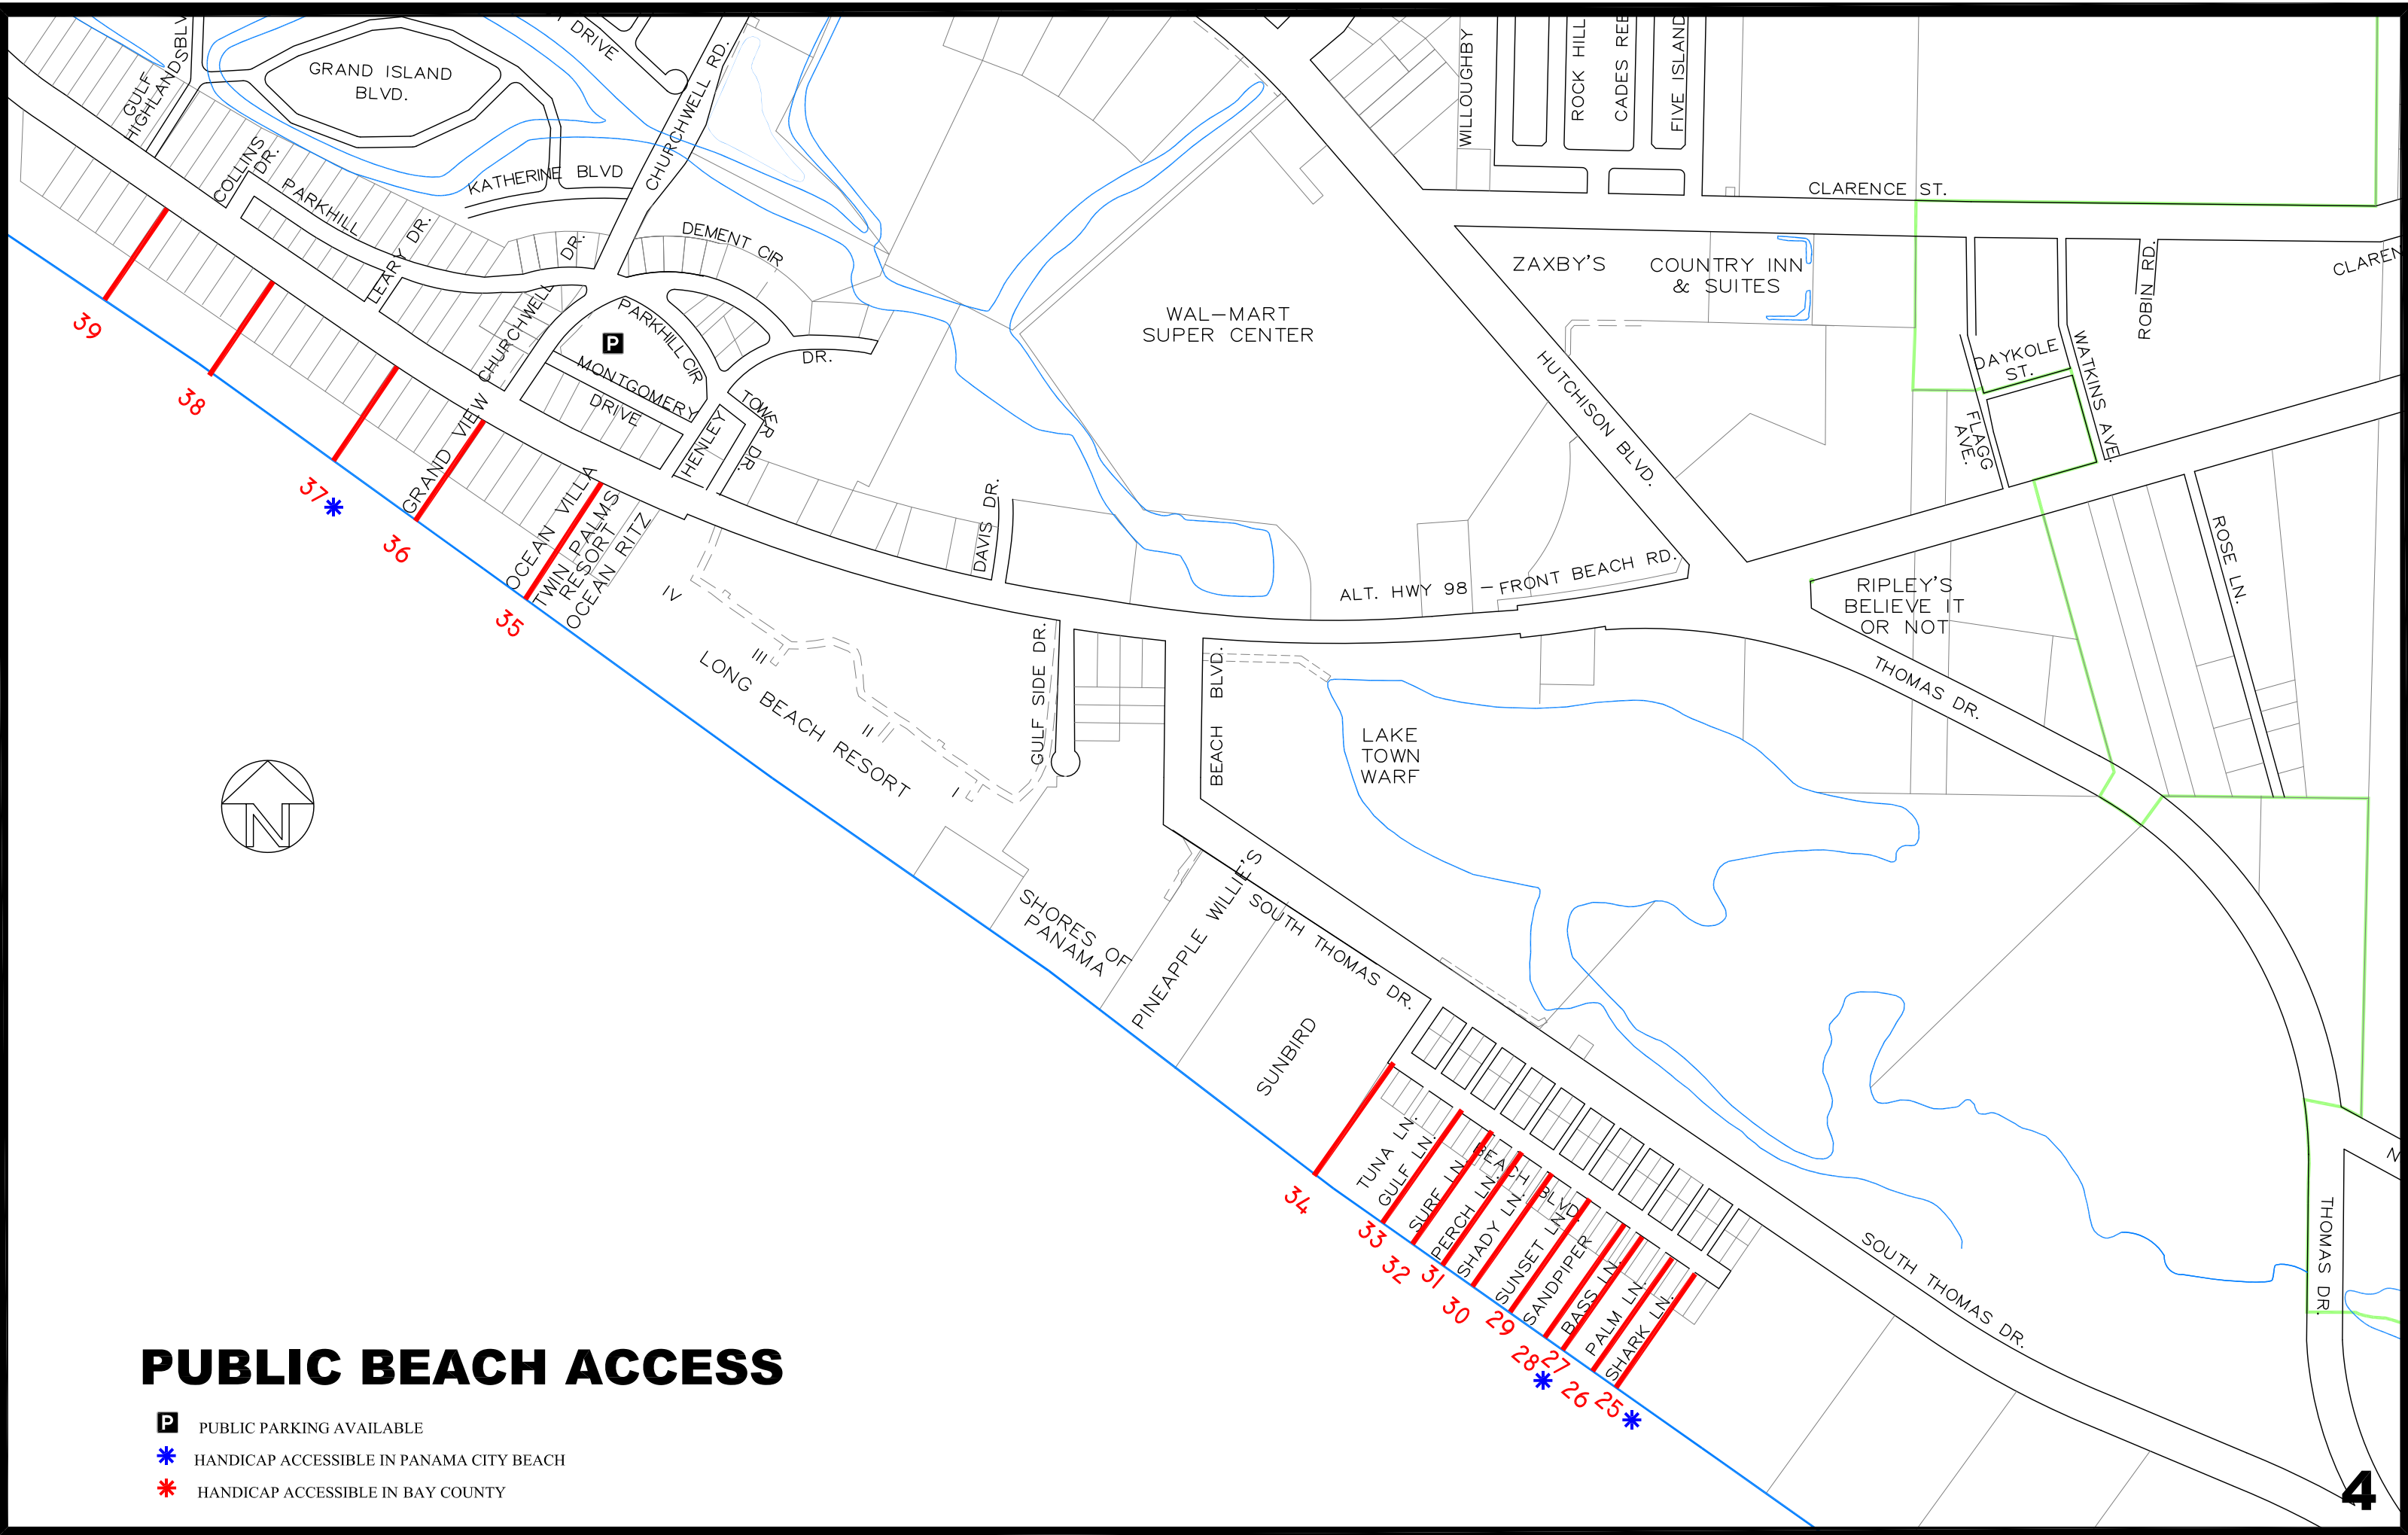 DRIVE
CHURCHWELL RD.
GULF
HIGHLANDS
GRAND ISLAND
BLVD.
WILLOUGHBY
ROCK HILL
FIVE ISLAND
COLLINS
DR.
PARKHILL
LEARY DR.
KATHERINE BLVD
DR.
DEMENT CIR
DR.
CLARENCE ST.
ZAXBY'S
COUNTRY INN
& SUITES
WAL-MART
SUPER CENTER
ROBIN RD.
DAYKOLE
ST.
WATKINS AVE.
FLAGG
AVE.
HUTCHISON BLVD.
ROSE LN.
CHURCHWELL
P
PARKHILL CIR
MONTGOMERY
DRIVE
HENLEY
TOWER DR.
39
38
37
36
35
GRAND VIEW
OCEAN VILLA
TWIN PALMS
RESORT
OCEAN RITZ
DAVIS DR.
ALT. HWY 98 - FRONT BEACH RD.
RIPLEY'S
BELIEVE IT
OR NOT
THOMAS DR.
IV
III
II
I
LONG BEACH RESORT
GULF SIDE DR.
BEACH BLVD.
LAKE
TOWN
WARF
N
SHORES OF
PANAMA
PINEAPPLE WILLIE'S
SOUTH THOMAS DR.
SUNBIRD
TUNA LN.
GULF LN.
SURF LN.
PERCH LN.
SHADY LN.
BEACH BLVD.
SUNSET LN.
SANDPIPER
BASS LN.
PALM LN.
SHARK LN.
34
33
32
31
30
29
28
27
26
25
SOUTH THOMAS DR.
THOMAS DR.
PUBLIC BEACH ACCESS
P PUBLIC PARKING AVAILABLE
HANDICAP ACCESSIBLE IN PANAMA CITY BEACH
HANDICAP ACCESSIBLE IN BAY COUNTY
4